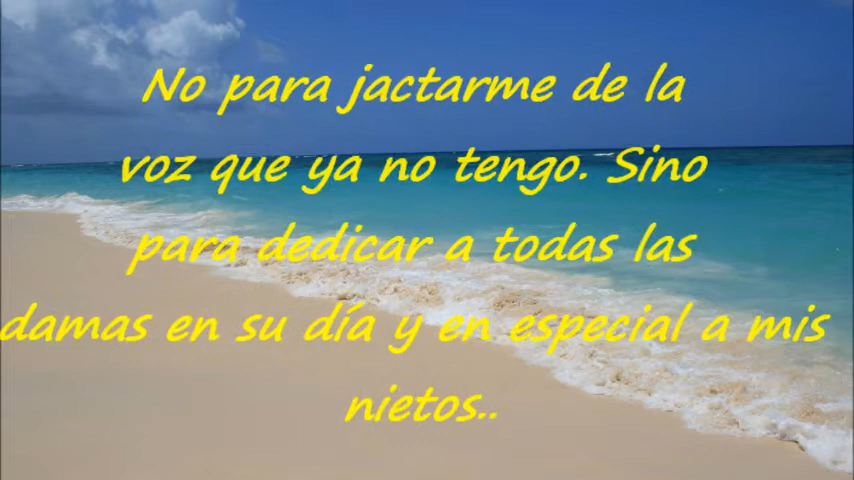 No para jactarme de la
voz que ya no tengo. Sino
para dedicar a todas las
damas en su día y en especial a mis
nietos..